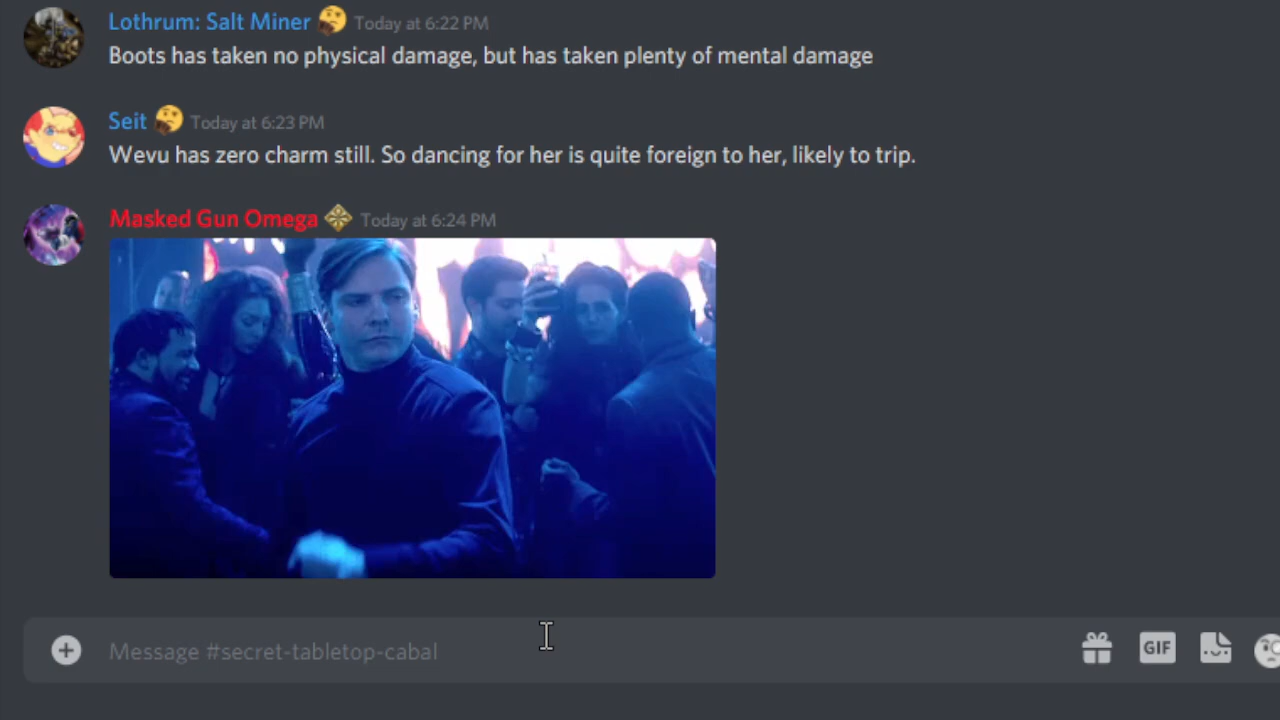 Lothrum: Salt Miner 🤔 Today at 6:22 PM
Boots has taken no physical damage, but has taken plenty of mental damage
Seit 🤔 Today at 6:23 PM
Wevu has zero charm still. So dancing for her is quite foreign to her, likely to trip.
Masked Gun Omega Today at 6:24 PM
Message #secret-tabletop-cabal
GIF